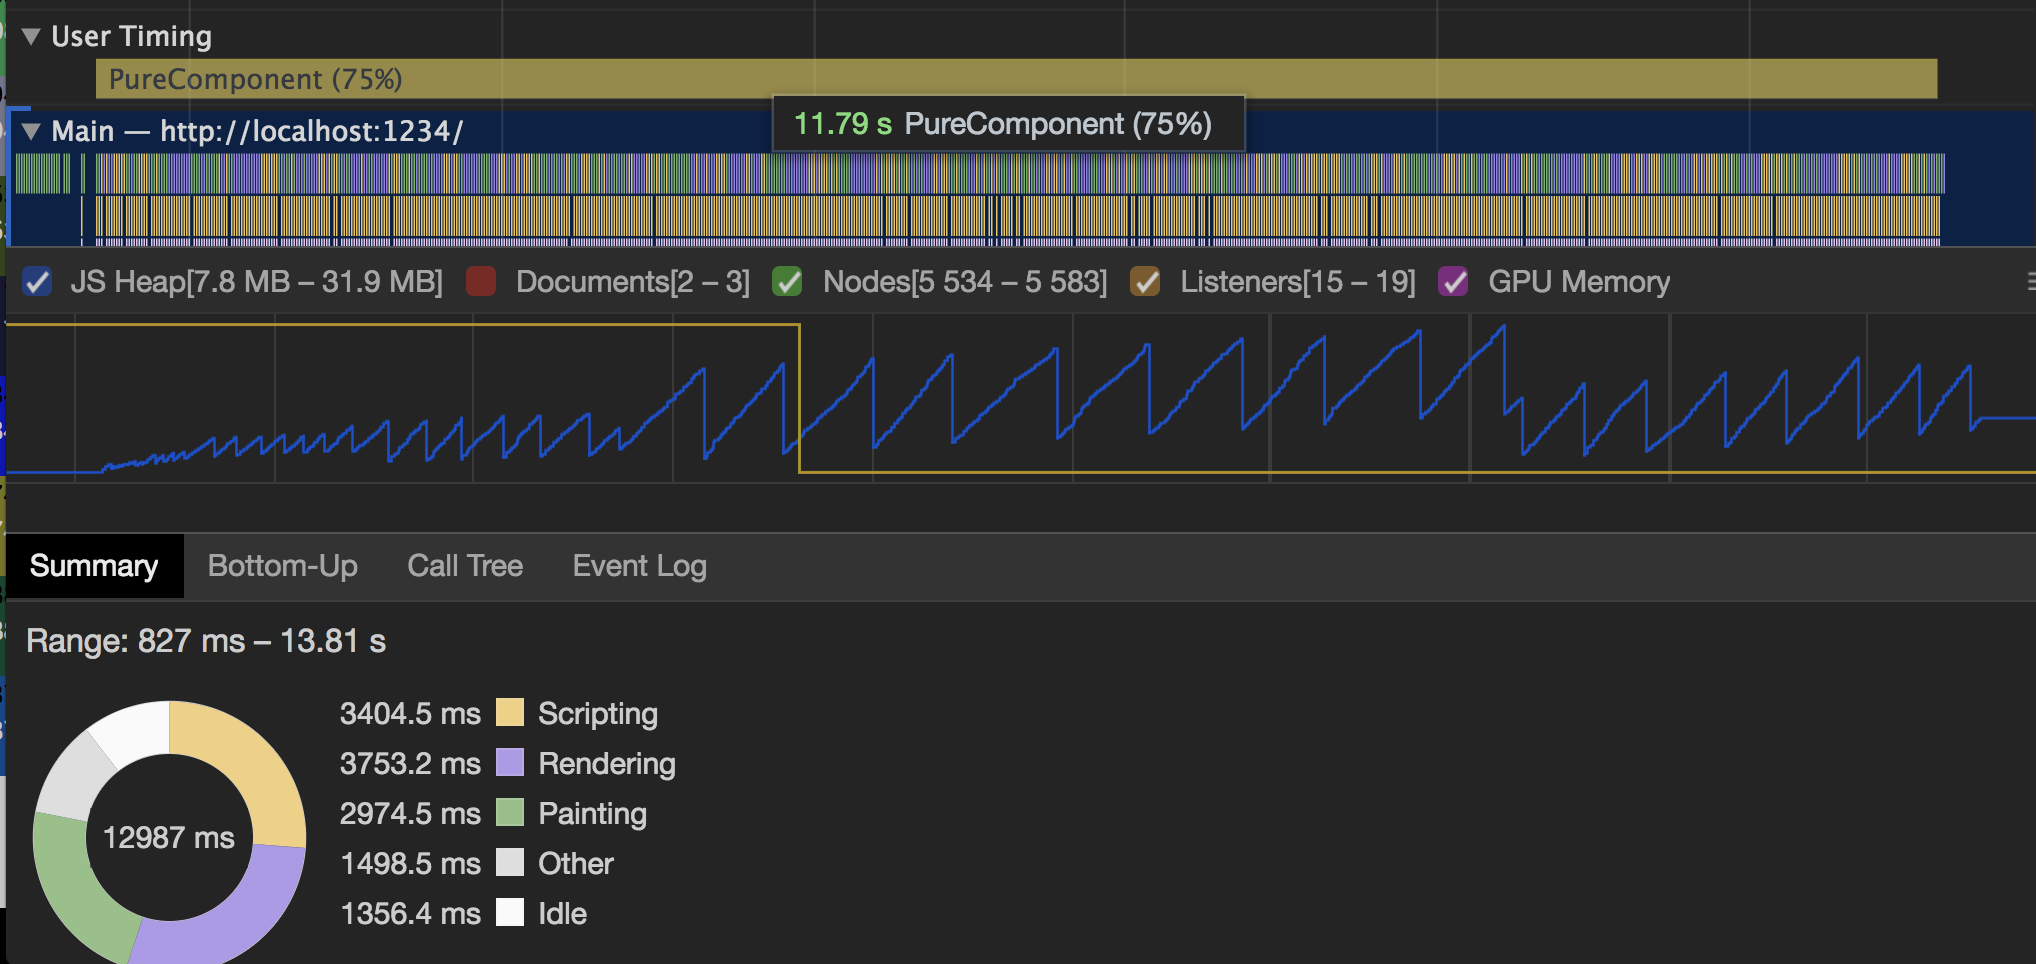 User Timing
PureComponent (75%)
11.79 s PureComponent (75%)
Main — http://localhost:1234/
JS Heap[7.8 MB – 31.9 MB] Documents[2 – 3] Nodes[5 534 – 5 583] Listeners[15 – 19] GPU Memory
Summary Bottom-Up Call Tree Event Log
Range: 827 ms – 13.81 s
3404.5 ms Scripting
3753.2 ms Rendering
2974.5 ms Painting
1498.5 ms Other
1356.4 ms Idle
12987 ms